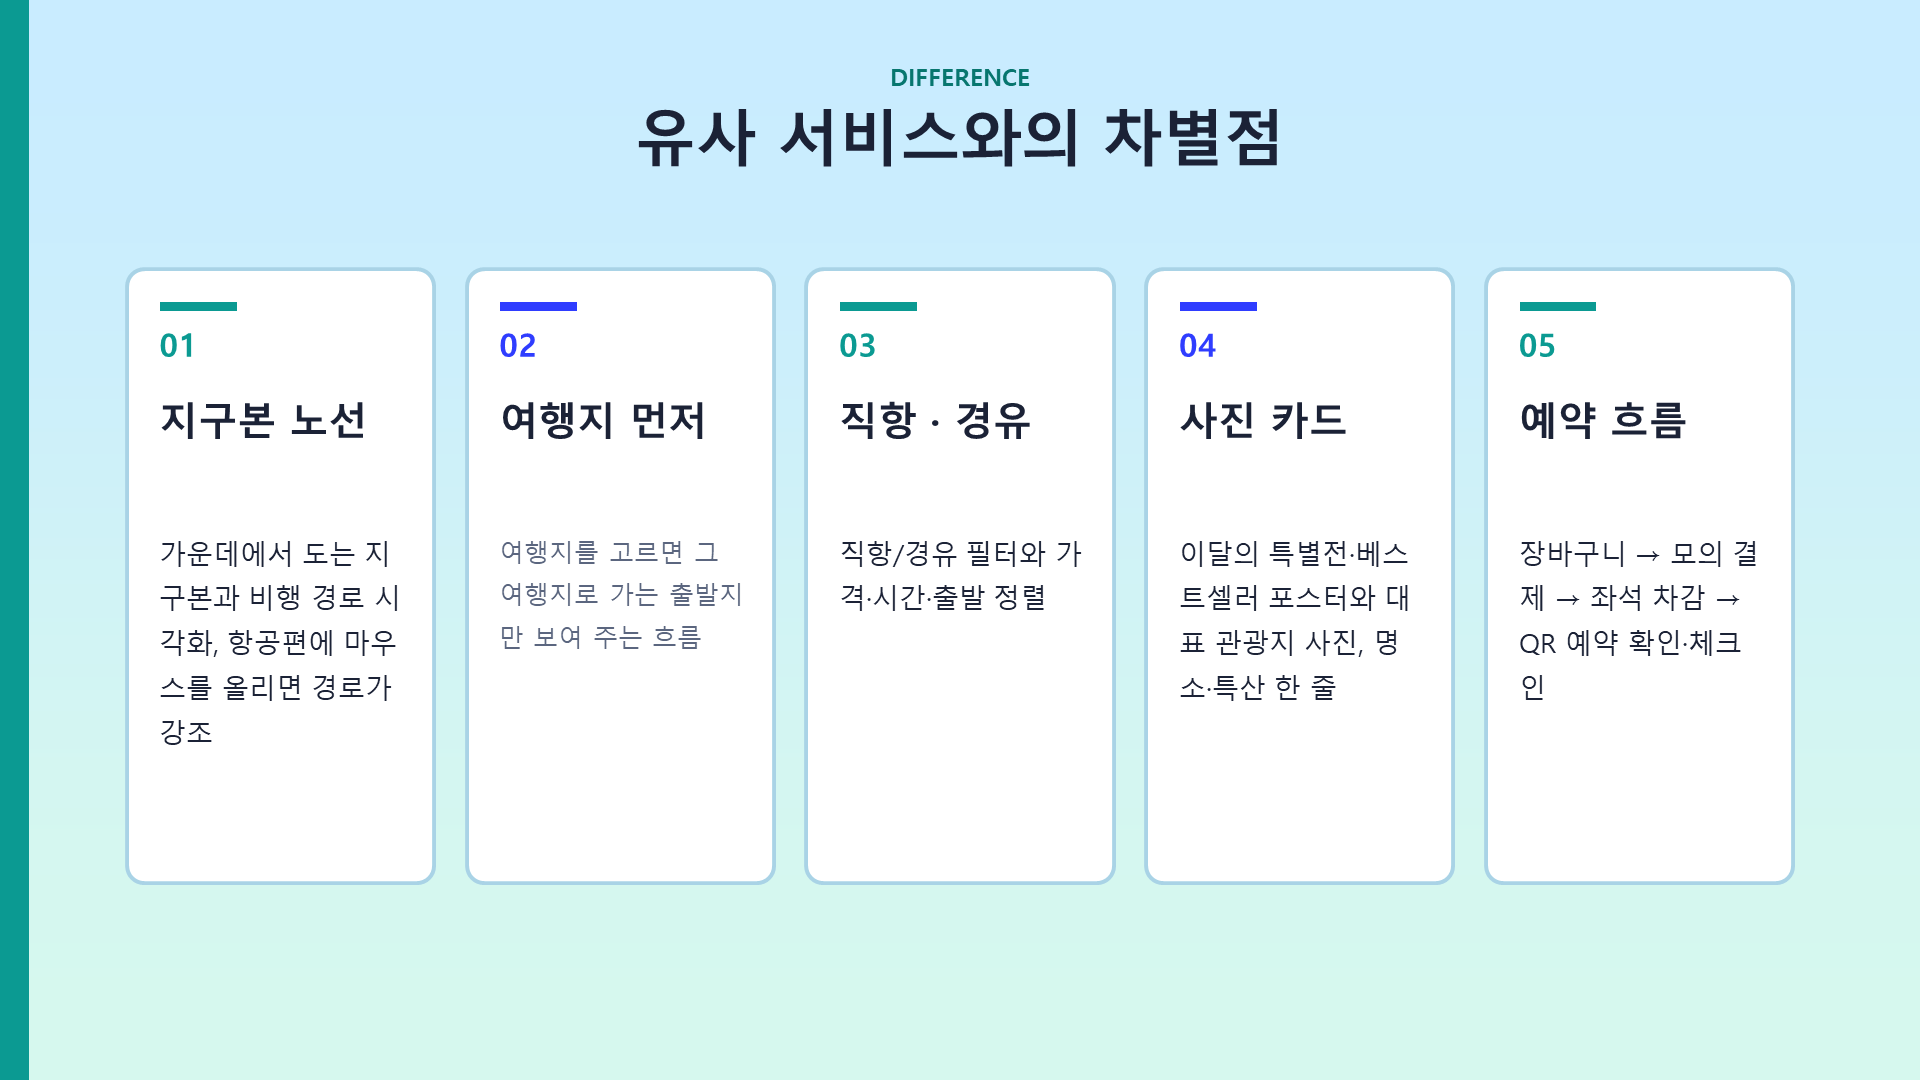 DIFFERENCE
유사 서비스와의 차별점
01
지구본 노선
가운데에서 도는 지
구본과 비행 경로 시
각화, 항공편에 마우
스를 올리면 경로가
강조
02
여행지 먼저
여행지를 고르면 그
여행지로 가는 출발지
만 보여 주는 흐름
03
직항 · 경유
직항/경유 필터와 가
격·시간·출발 정렬
04
사진 카드
이달의 특별전·베스
트셀러 포스터와 대
표 관광지 사진, 명
소·특산 한 줄
05
예약 흐름
장바구니 → 모의 결
제 → 좌석 차감 →
QR 예약 확인·체크
인